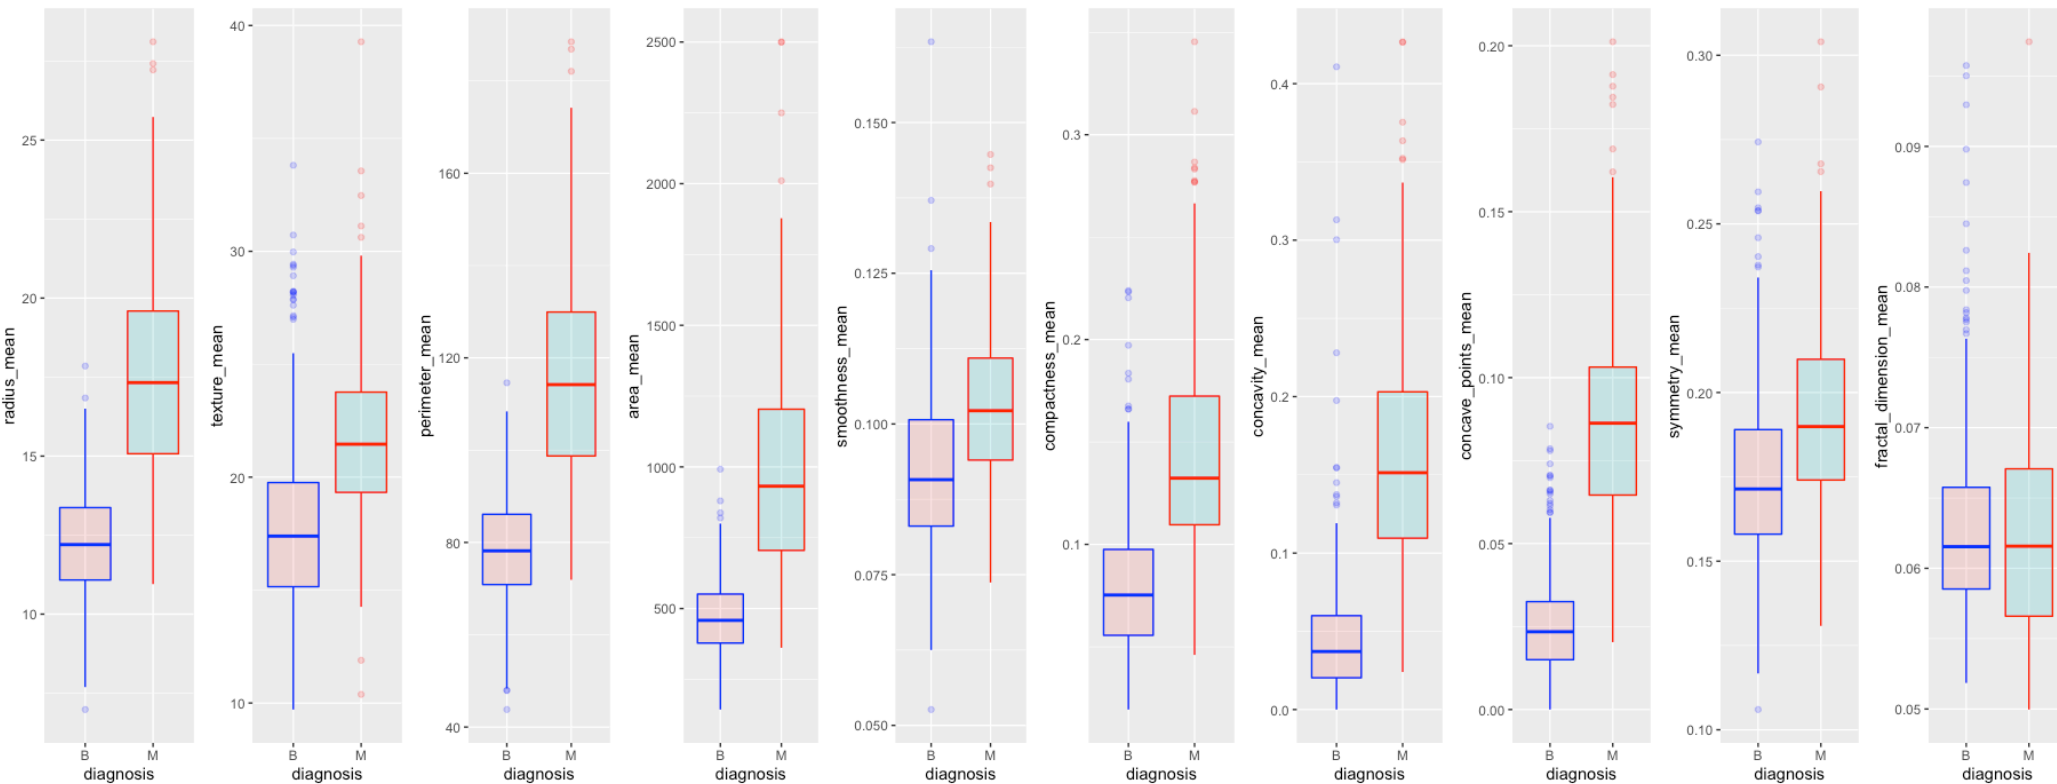 radius_mean
25
20
15
10
B M
diagnosis
texture_mean
40
30
20
10
B M
diagnosis
perimeter_mean
160
120
80
40
B M
diagnosis
area_mean
2500
2000
1500
1000
500
B M
diagnosis
smoothness_mean
0.150
0.125
0.100
0.075
0.050
B M
diagnosis
compactness_mean
0.3
0.2
0.1
B M
diagnosis
concavity_mean
0.4
0.3
0.2
0.1
0.0
B M
diagnosis
concave_points_mean
0.20
0.15
0.10
0.05
0.00
B M
diagnosis
symmetry_mean
0.30
0.25
0.20
0.15
0.10
B M
diagnosis
fractal_dimension_mean
0.09
0.08
0.07
0.06
0.05
B M
diagnosis